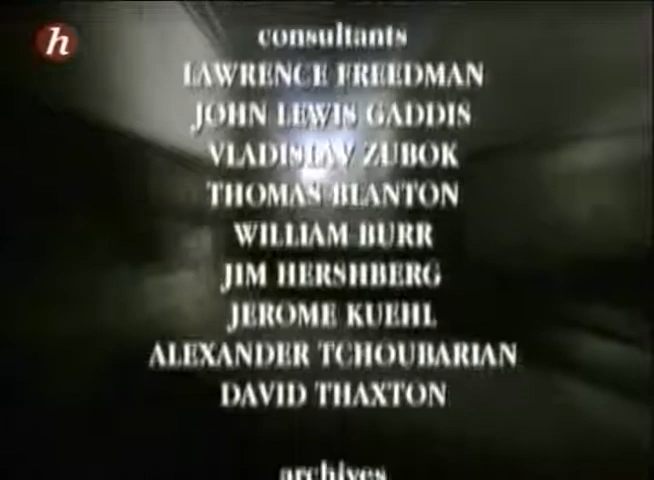 h
consultants
LAWRENCE FREEDMAN
JOHN LEWIS GADDIS
VLADISLAV ZUBOK
THOMAS BLANTON
WILLIAM BURR
JIM HERSHBERG
JEROME KUEHL
ALEXANDER TCHOUBARIAN
DAVID THAXTON
archives